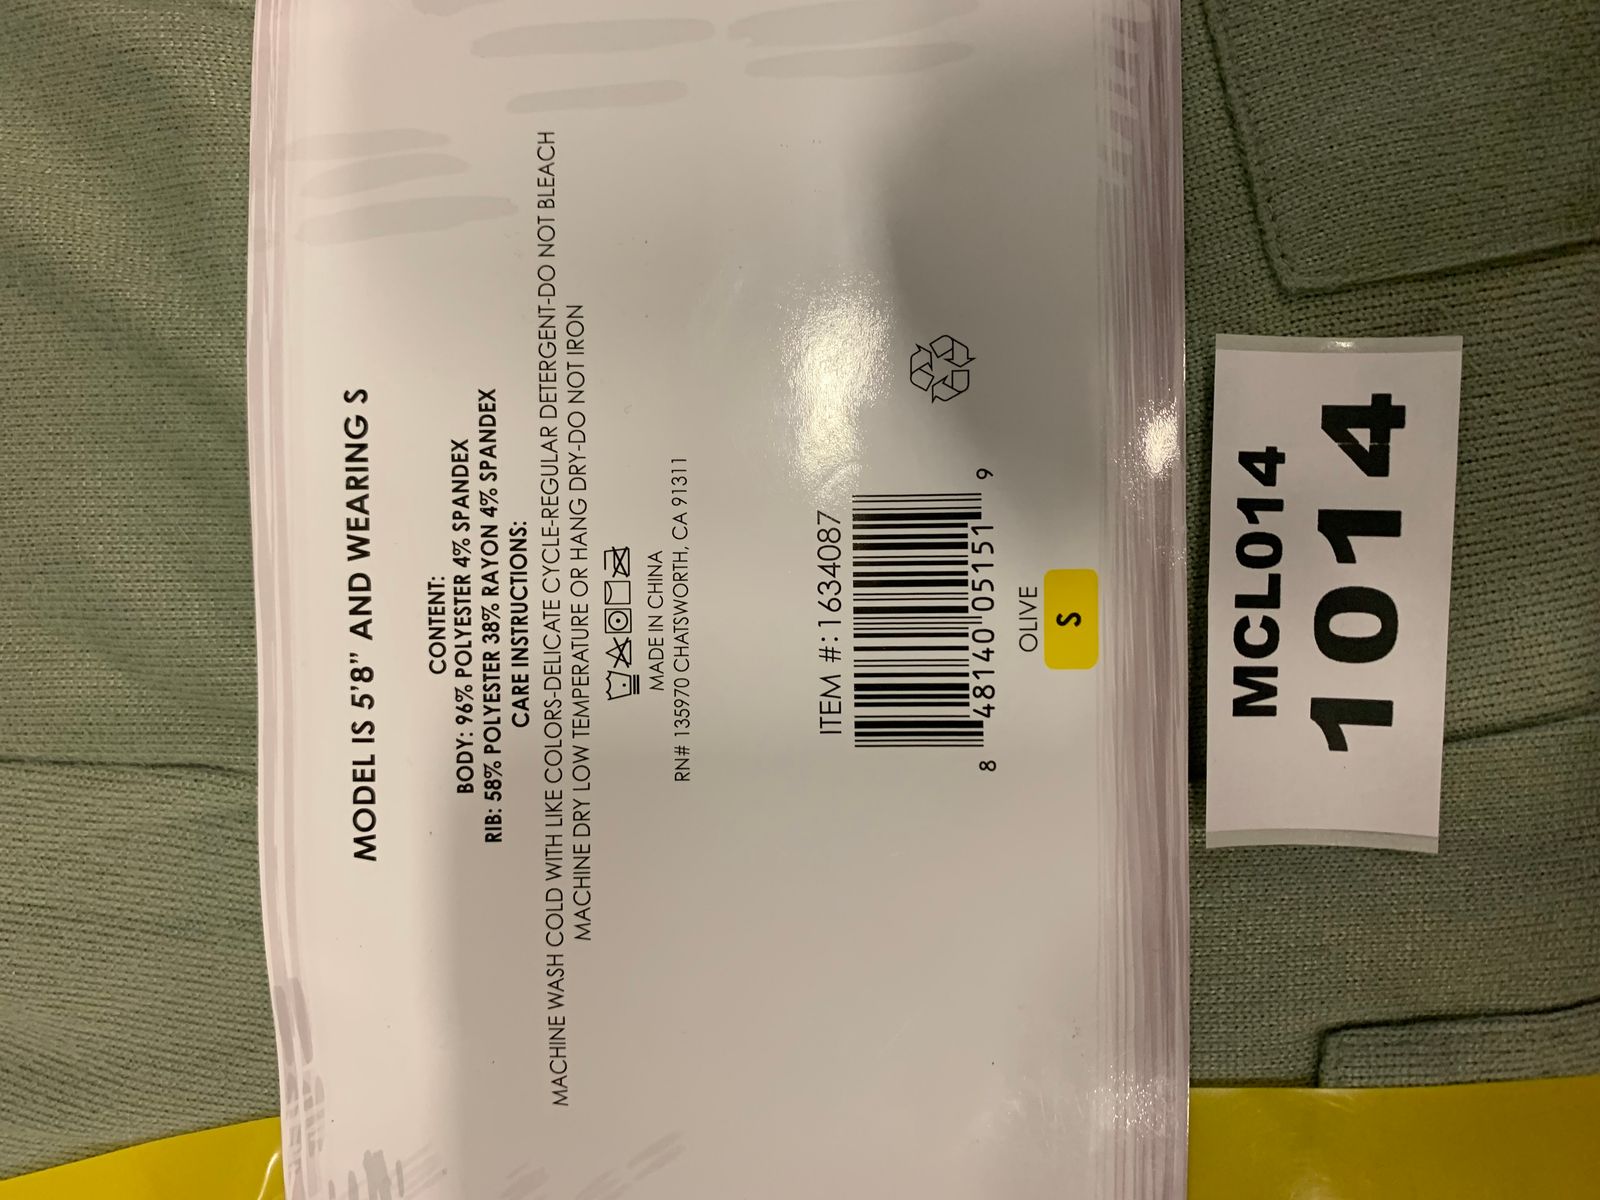 MODEL IS 5'8" AND WEARING S
CONTENT:
BODY: 96% POLYESTER 4% SPANDEX
RIB: 58% POLYESTER 38% RAYON 4% SPANDEX
CARE INSTRUCTIONS:
MACHINE WASH COLD WITH LIKE COLORS-DELICATE CYCLE-REGULAR DETERGENT-DO NOT BLEACH
MACHINE DRY LOW TEMPERATURE OR HANG DRY-DO NOT IRON
MADE IN CHINA
RN# 135970 CHATSWORTH, CA 91311
ITEM #: 1634087
8 48140 05151 9
OLIVE
S
MCL014
1014